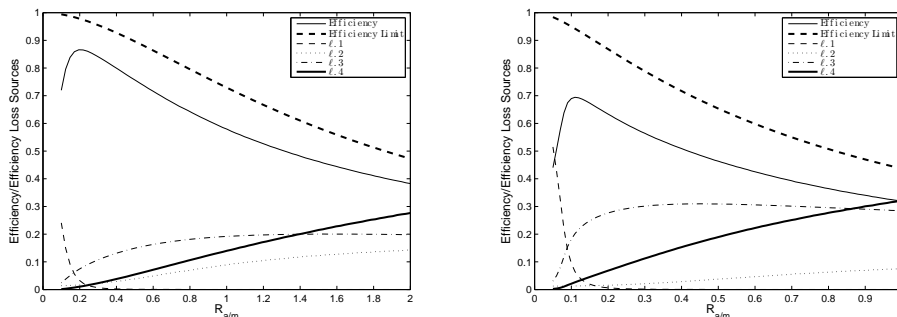 Efficiency/Efficiency Loss Sources
1
0.9
0.8
0.7
0.6
0.5
0.4
0.3
0.2
0.1
0
Efficiency
Efficiency Limit
ℓ.1
ℓ.2
ℓ.3
ℓ.4
0 0.2 0.4 0.6 0.8 1 1.2 1.4 1.6 1.8 2
R a/m
Efficiency/Efficiency Loss Sources
1
0.9
0.8
0.7
0.6
0.5
0.4
0.3
0.2
0.1
0
Efficiency
Efficiency Limit
ℓ.1
ℓ.2
ℓ.3
ℓ.4
0 0.1 0.2 0.3 0.4 0.5 0.6 0.7 0.8 0.9
R a/m